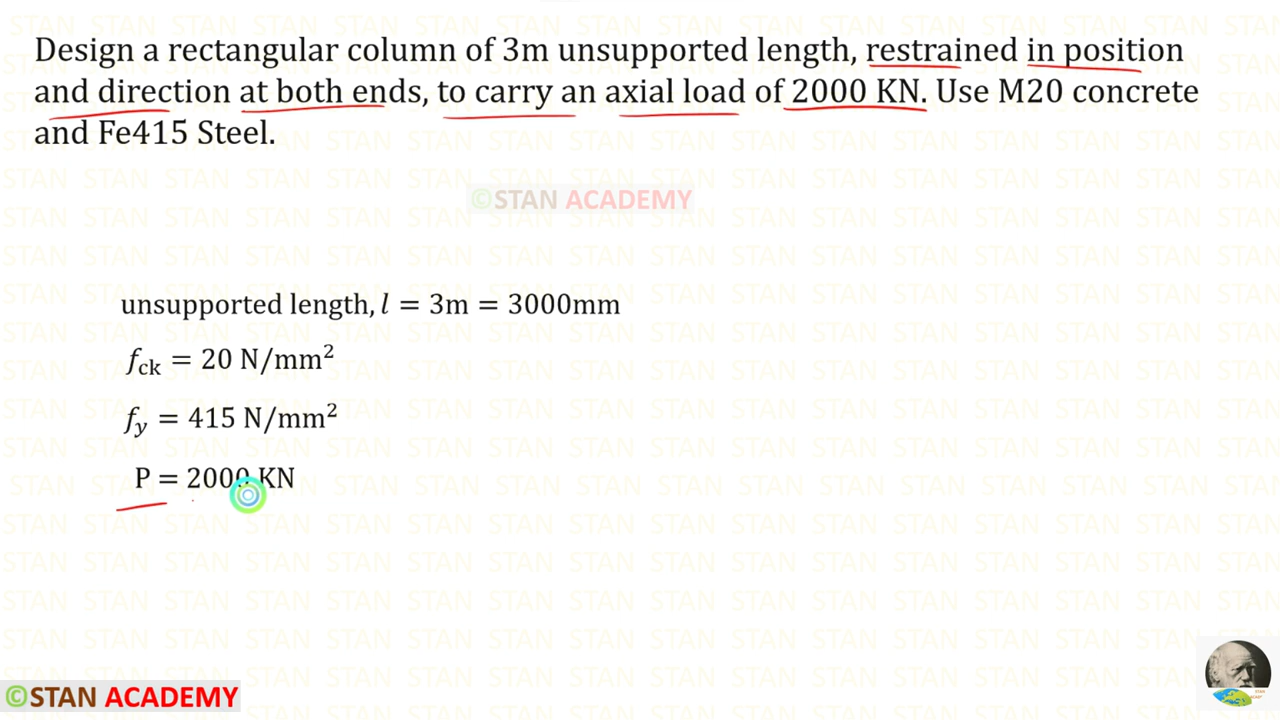 Design a rectangular column of 3m unsupported length, restrained in position
and direction at both ends, to carry an axial load of 2000 KN. Use M20 concrete
and Fe415 Steel.
©STAN ACADEMY
unsupported length, l = 3m = 3000mm
f_ck = 20 N/mm²
f_y = 415 N/mm²
P = 2000 KN
©STAN ACADEMY